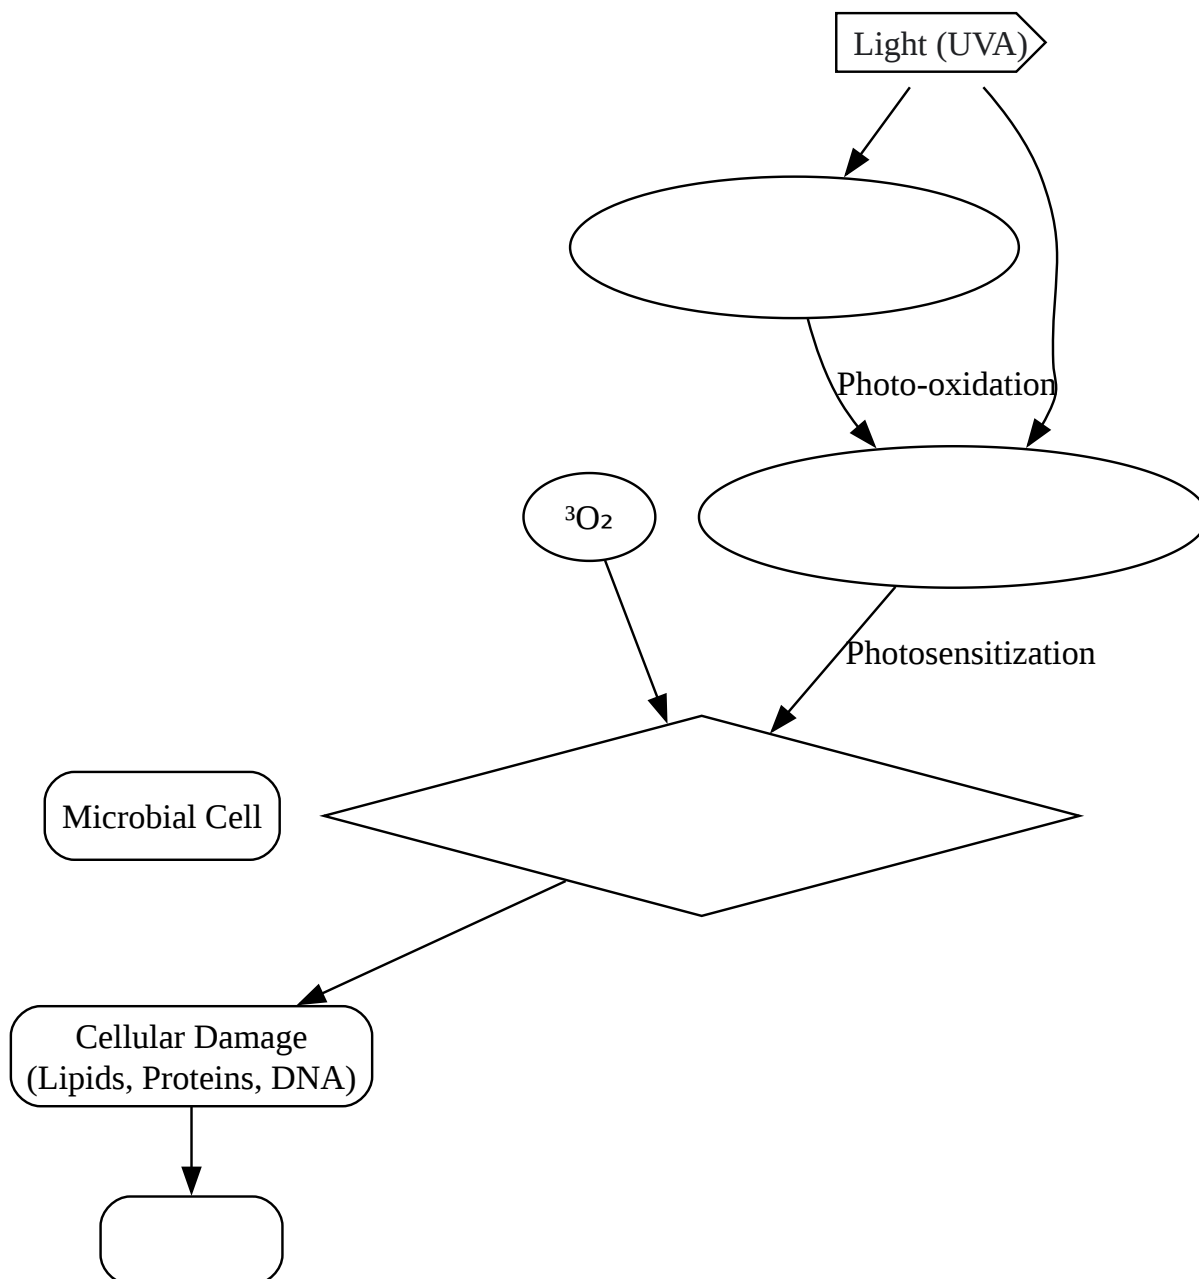 Light (UVA)
Photo-oxidation
³O₂
Photosensitization
Microbial Cell
Cellular Damage
(Lipids, Proteins, DNA)